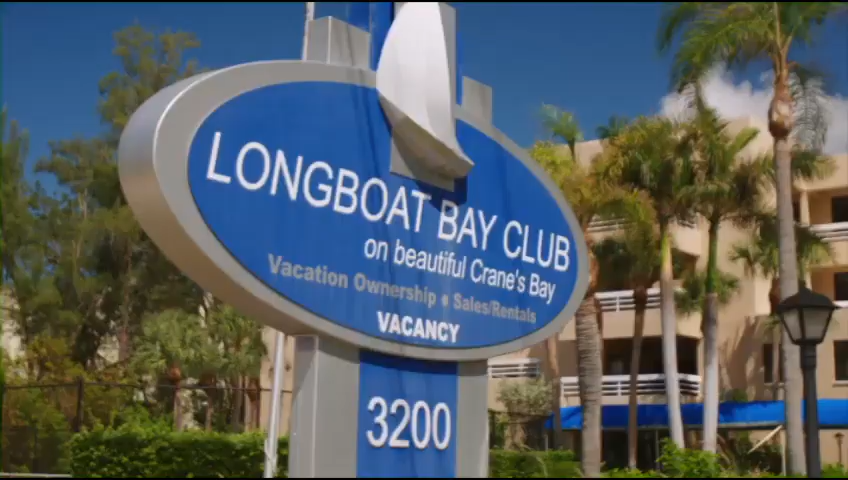 LONGBOAT BAY CLUB
on beautiful Crane's Bay
Vacation Ownership • Sales/Rentals
VACANCY
3200